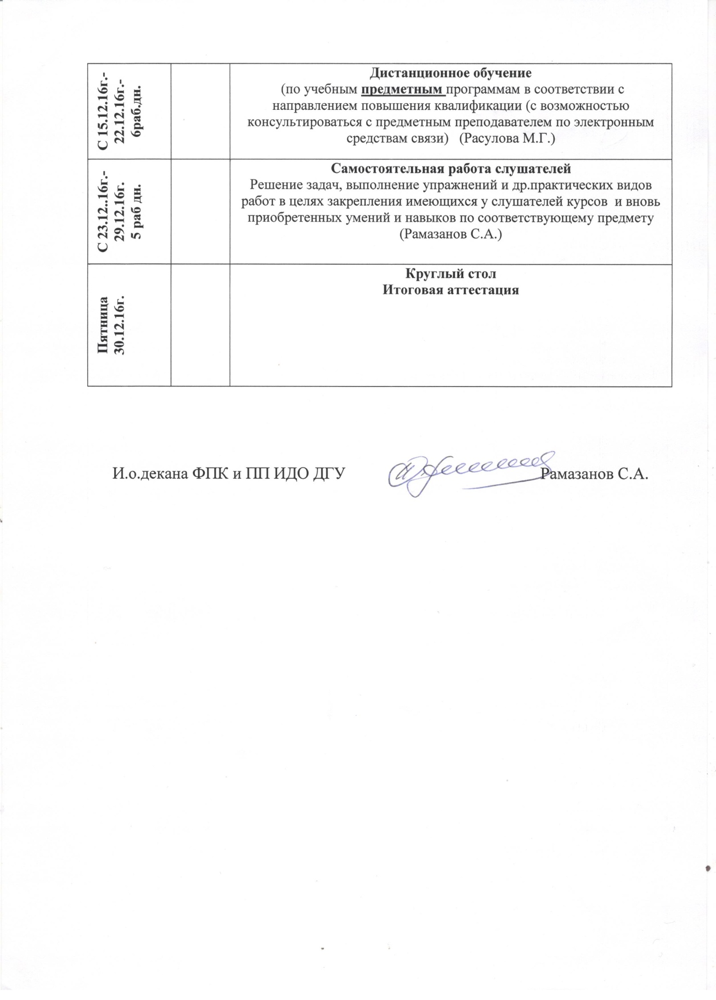 С 15.12.16г.-
22.12.16г.-
6раб.дн.
Дистанционное обучение
(по учебным предметным программам в соответствии с
направлением повышения квалификации (с возможностью
консультироваться с предметным преподавателем по электронным
средствам связи) (Расулова М.Г.)
С 23.12..16г.-
29.12.16г.
5 раб дн.
Самостоятельная работа слушателей
Решение задач, выполнение упражнений и др.практических видов
работ в целях закрепления имеющихся у слушателей курсов и вновь
приобретенных умений и навыков по соответствующему предмету
(Рамазанов С.А.)
Пятница
30.12.16г.
Круглый стол
Итоговая аттестация
И.о.декана ФПК и ПП ИДО ДГУ Рамазанов С.А.